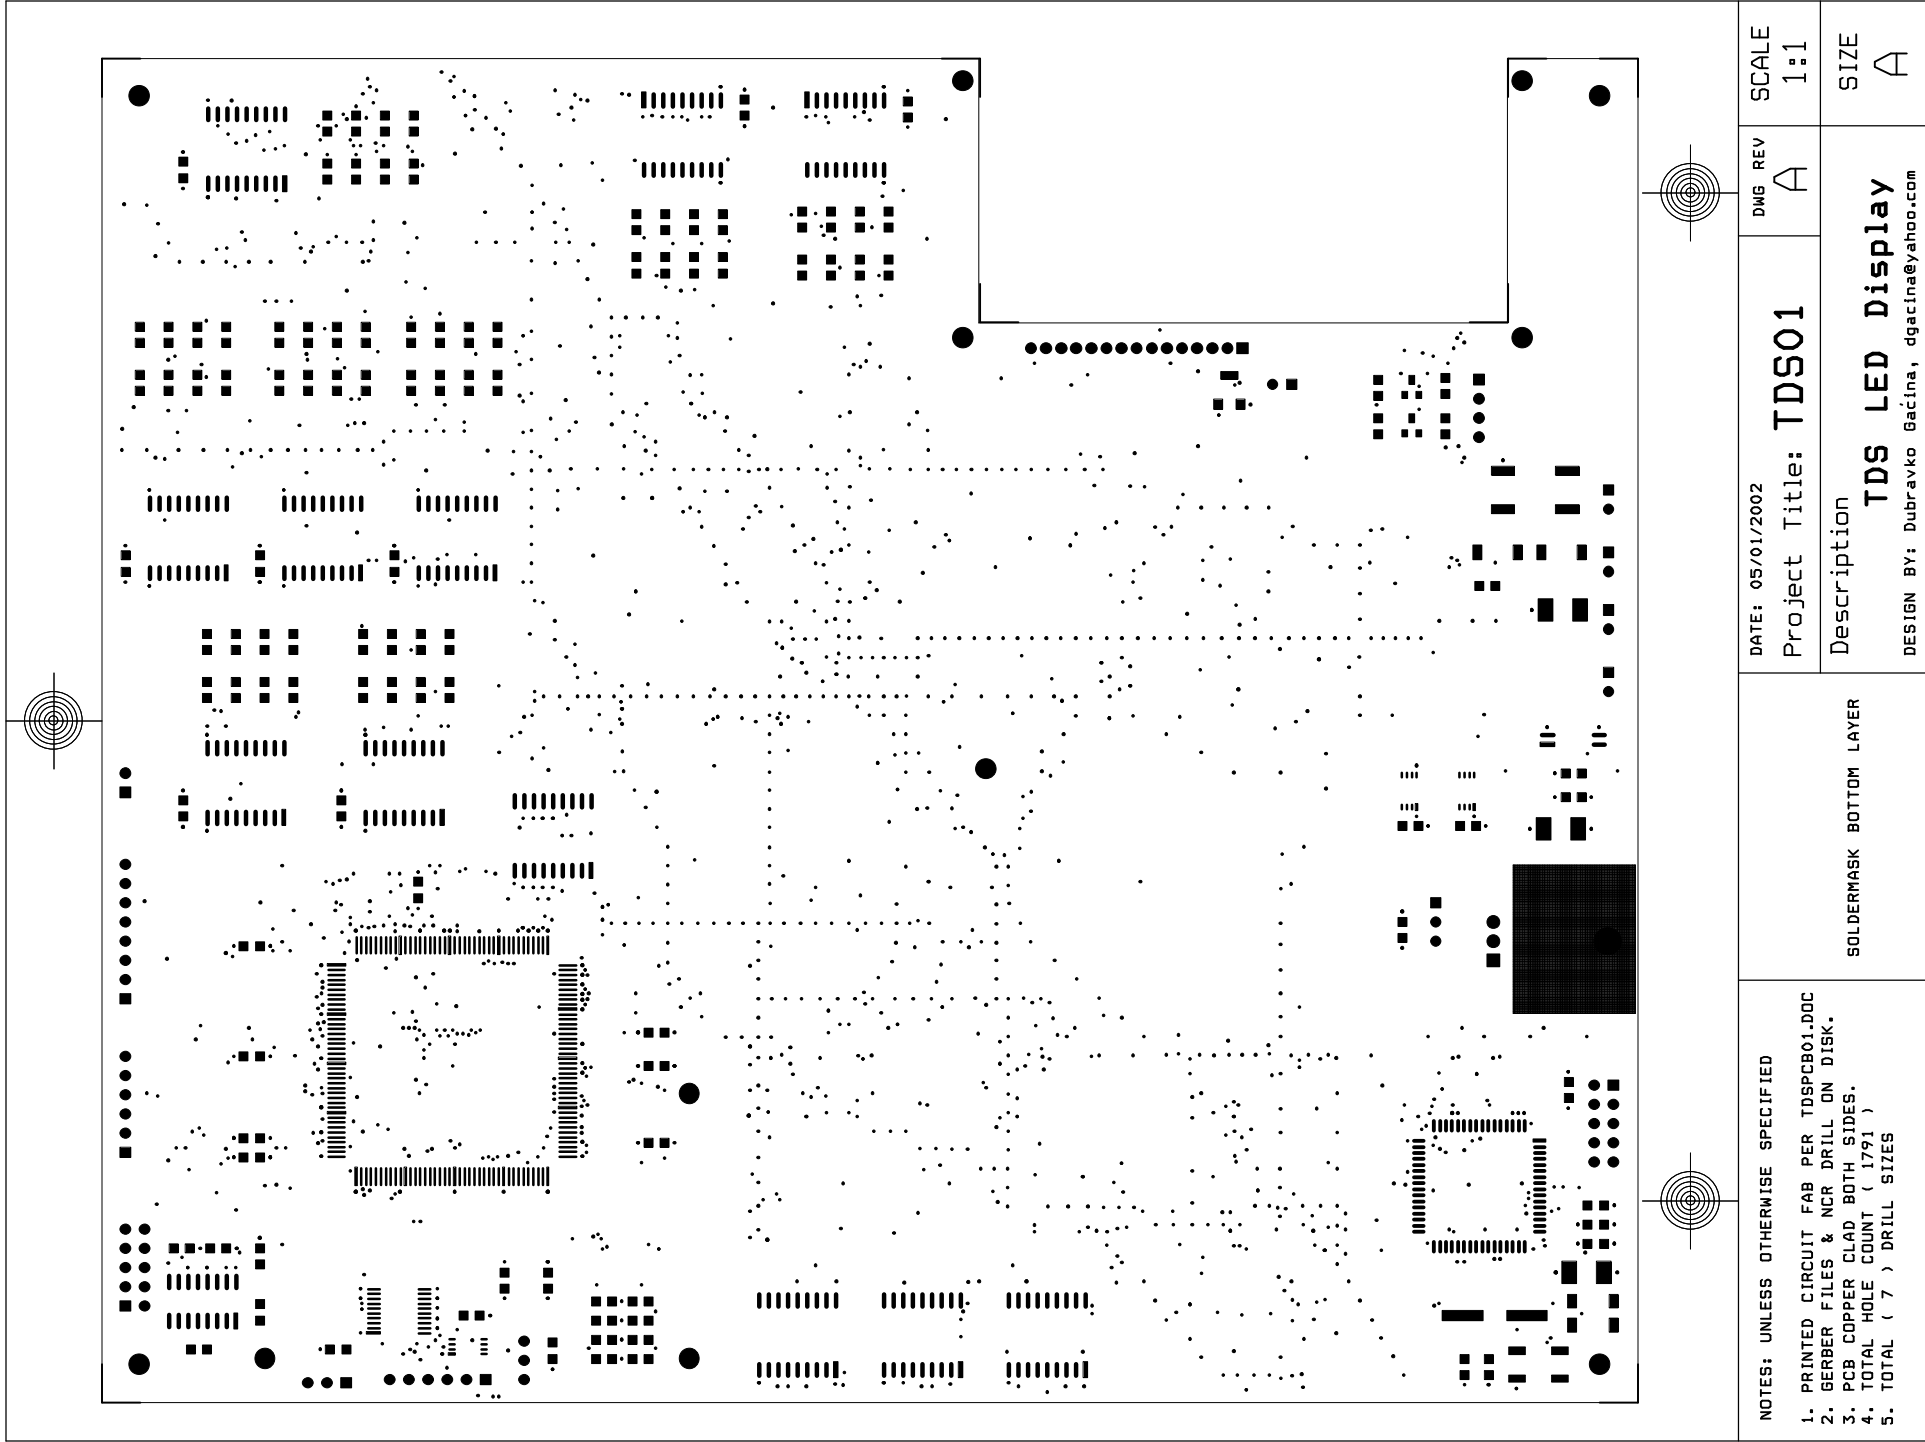 NOTES: UNLESS OTHERWISE SPECIFIED
1. PRINTED CIRCUIT FAB PER TDSPCB01.DOC
2. GERBER FILES & NCR DRILL ON DISK.
3. PCB COPPER CLAD BOTH SIDES.
4. TOTAL HOLE COUNT ( 1791 )
5. TOTAL ( 7 ) DRILL SIZES
SOLDERMASK BOTTOM LAYER
DATE: 05/01/2002
Project Title: TDS01
DWG REV
A
SCALE
1:1
Description
TDS LED Display
DESIGN BY: Dubravko Gacina, dgacina@yahoo.com
SIZE
A